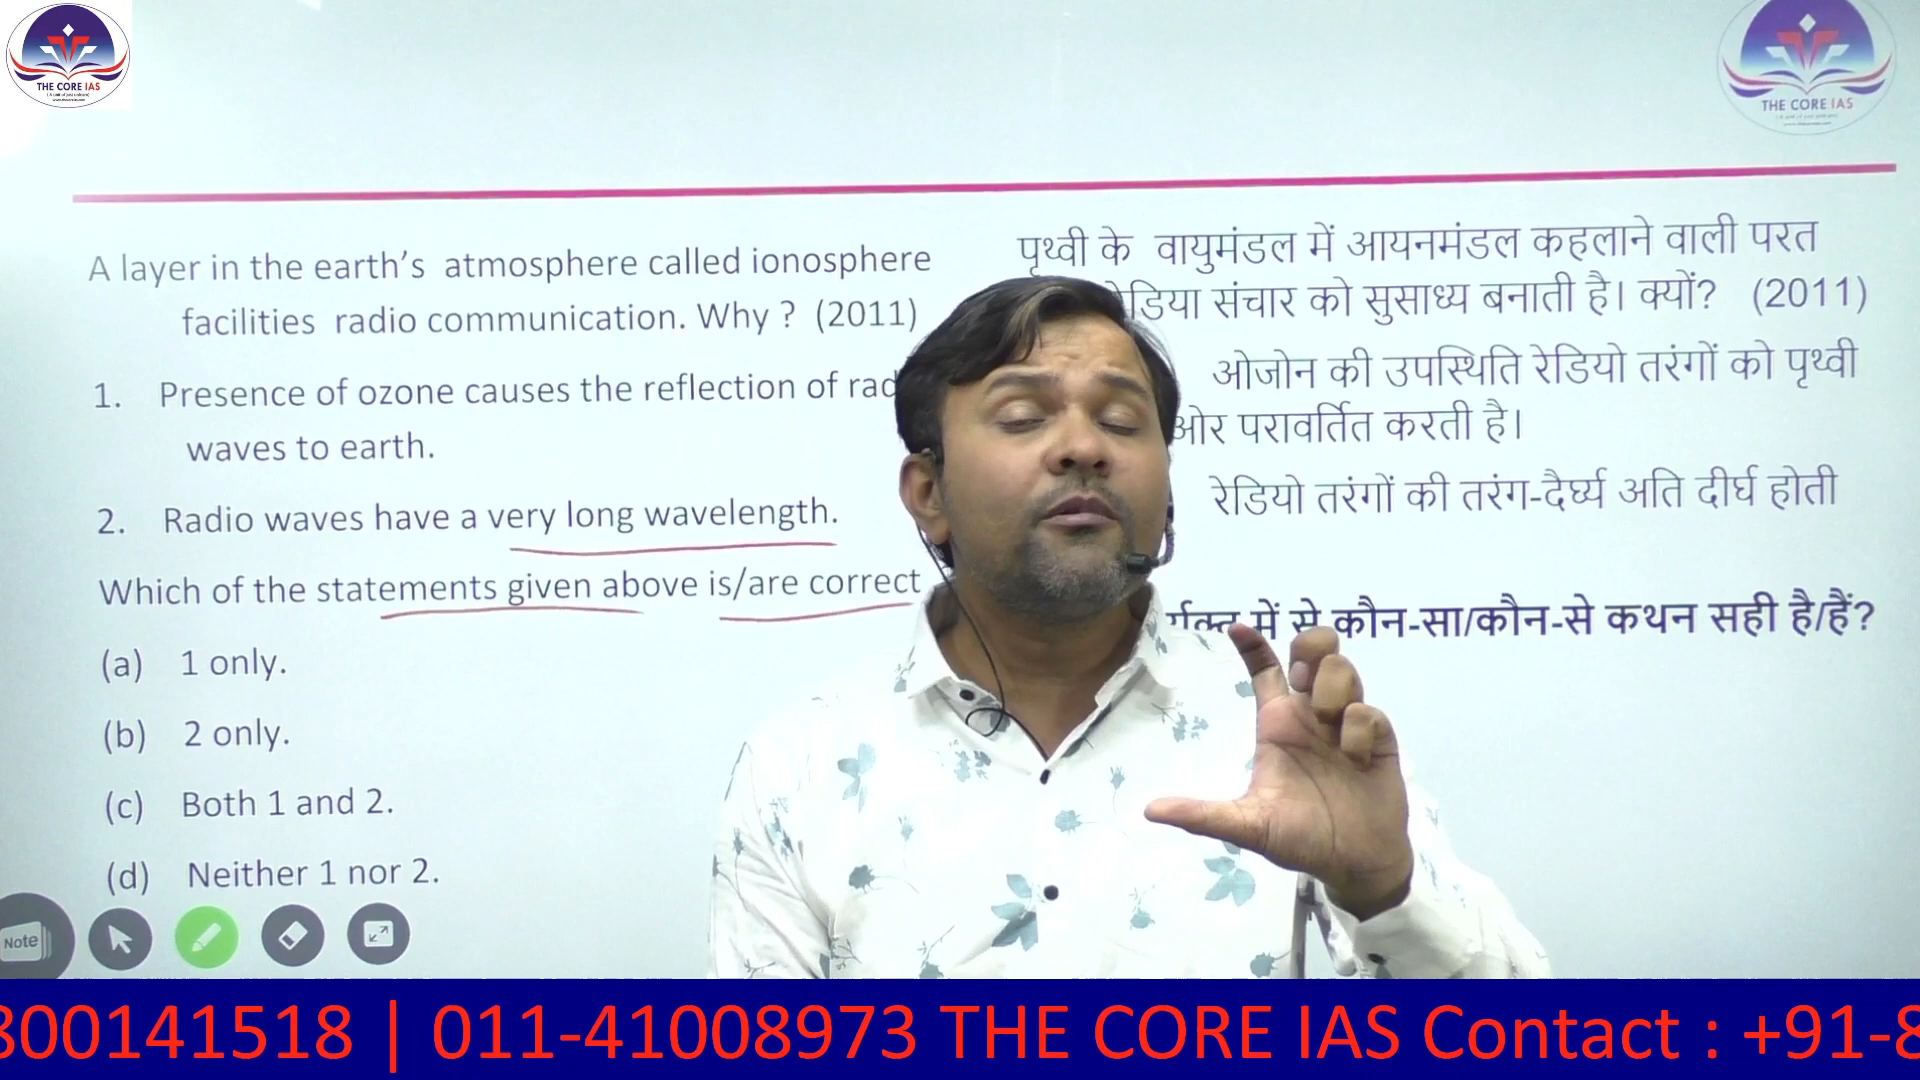 THE CORE IAS
THE CORE IAS
A layer in the earth's atmosphere called ionosphere
facilities radio communication. Why ? (2011)
1. Presence of ozone causes the reflection of rad
waves to earth.
2. Radio waves have a very long wavelength.
Which of the statements given above is/are correct
(a) 1 only.
(b) 2 only.
(c) Both 1 and 2.
(d) Neither 1 nor 2.
पृथ्वी के वायुमंडल में आयनमंडल कहलाने वाली परत
रेडिया संचार को सुसाध्य बनाती है। क्यों? (2011)
ओजोन की उपस्थिति रेडियो तरंगों को पृथ्वी
ओर परावर्तित करती है।
रेडियो तरंगों की तरंग-दैर्घ्य अति दीर्घ होती
में से कौन-सा/कौन-से कथन सही है/हैं?
Note
800141518 | 011-41008973 THE CORE IAS Contact : +91-8